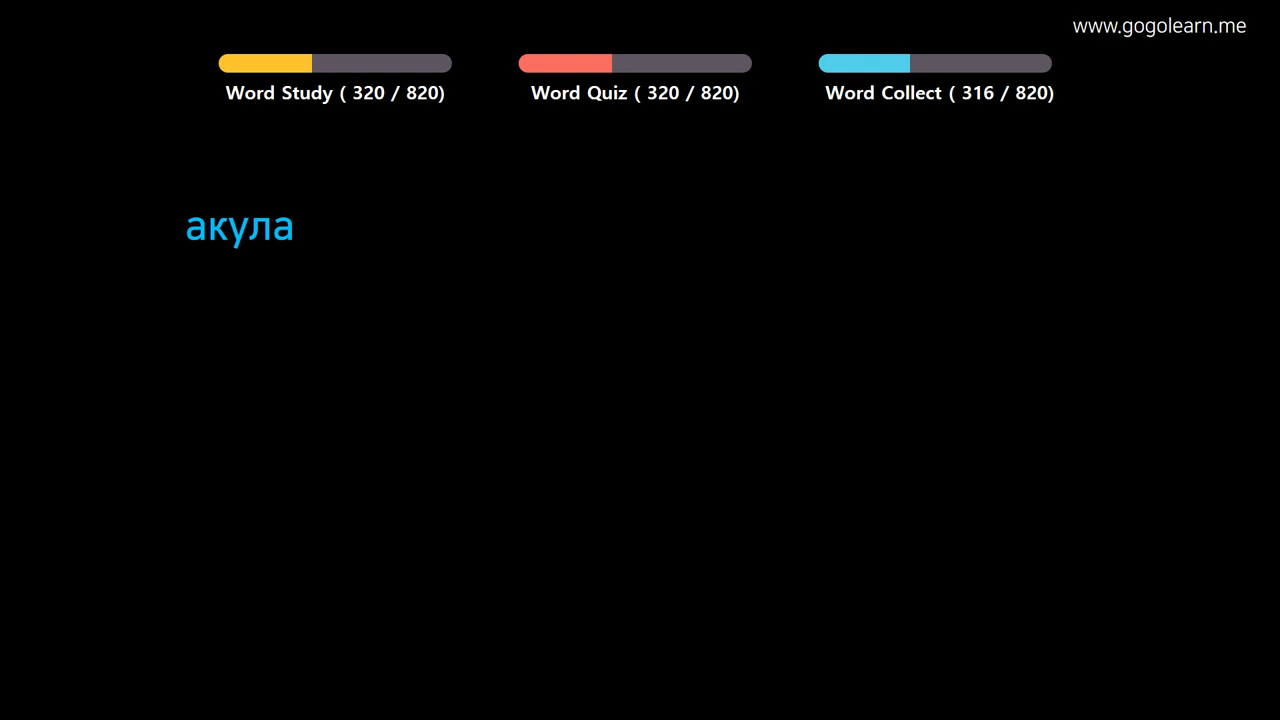 www.gogolearn.me
Word Study ( 320 / 820)
Word Quiz ( 320 / 820)
Word Collect ( 316 / 820)
акула